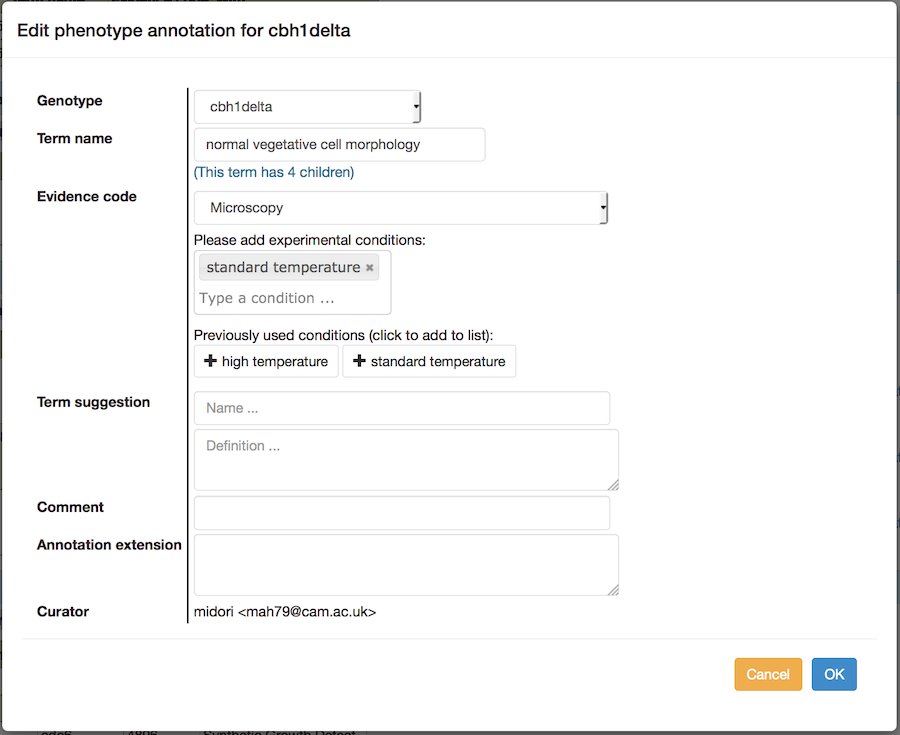 Edit phenotype annotation for cbh1delta
Genotype
cbh1delta
Term name
normal vegetative cell morphology
(This term has 4 children)
Evidence code
Microscopy
Please add experimental conditions:
standard temperature ×
Type a condition ...
Previously used conditions (click to add to list):
+ high temperature + standard temperature
Term suggestion
Name ...
Definition ...
Comment
Annotation extension
Curator
midori <mah79@cam.ac.uk>
Cancel OK